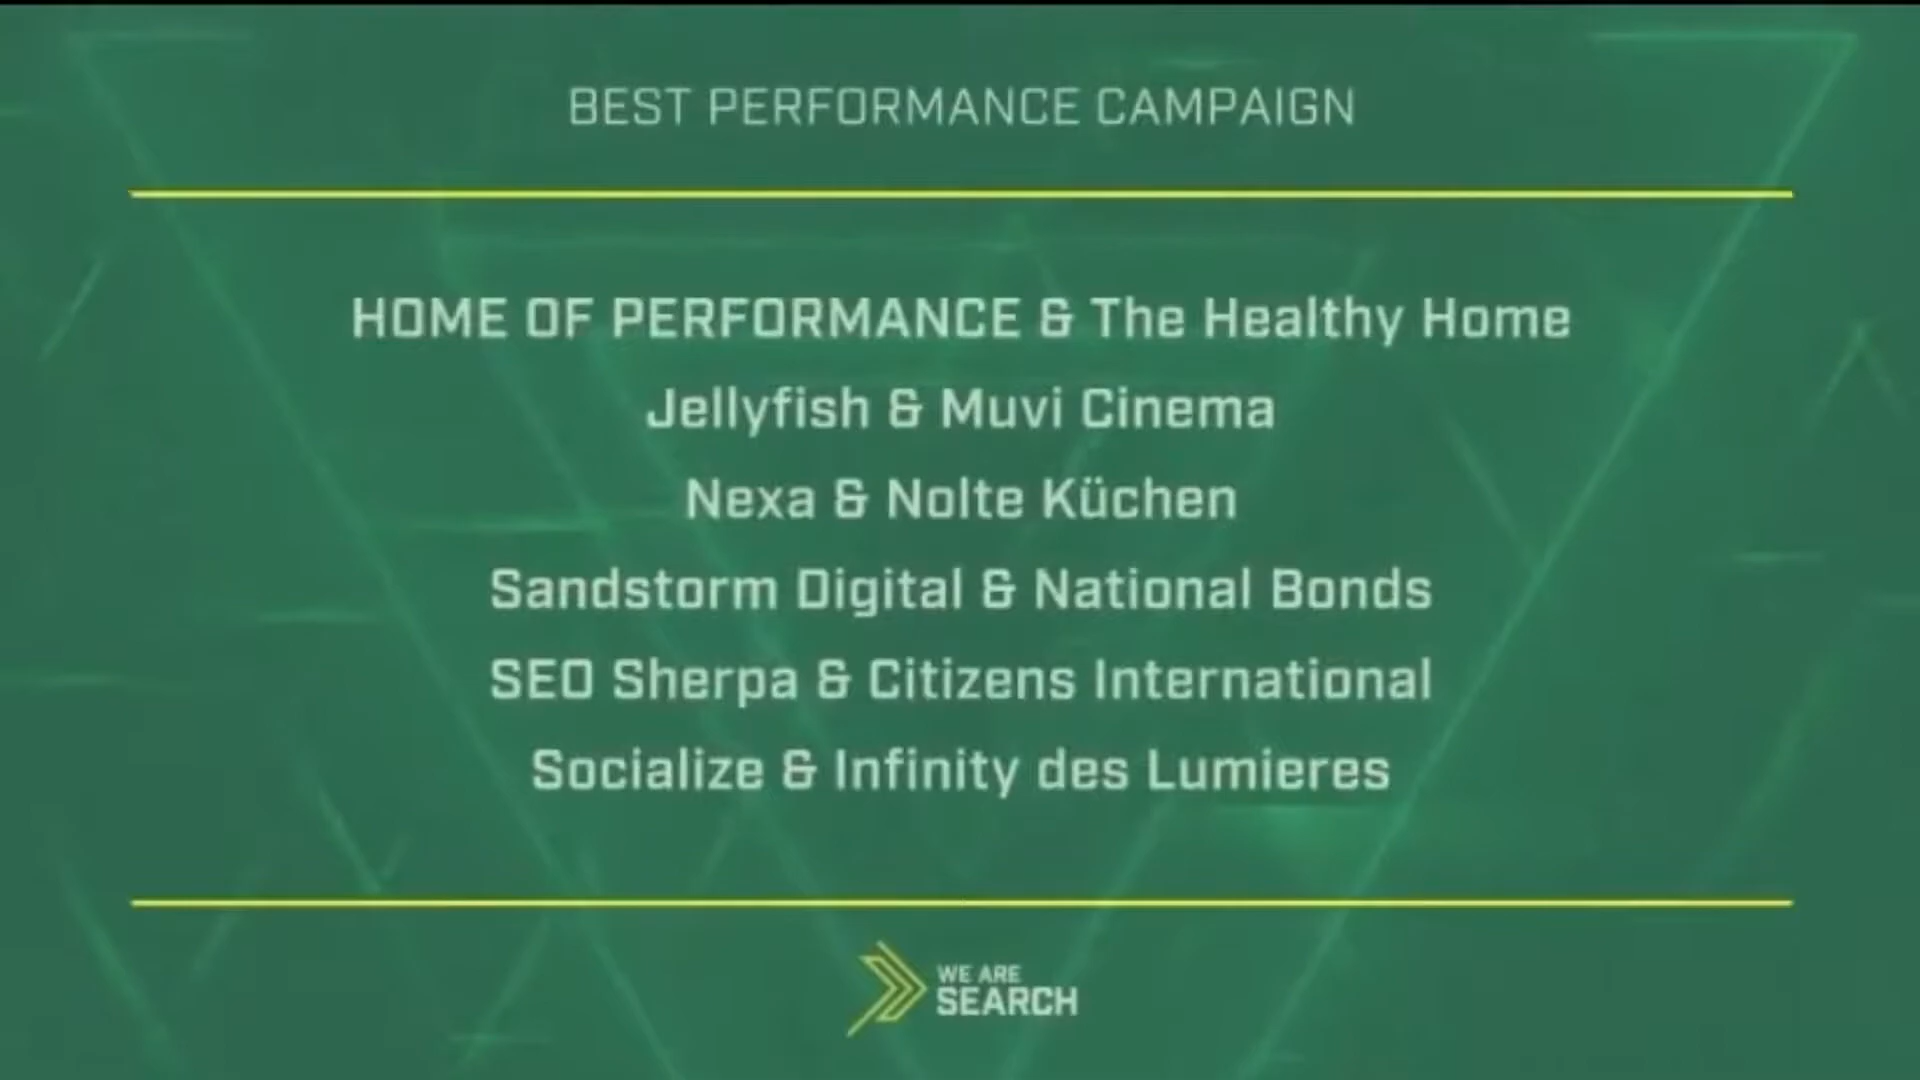 BEST PERFORMANCE CAMPAIGN
HOME OF PERFORMANCE & The Healthy Home
Jellyfish & Muvi Cinema
Nexa & Nolte Küchen
Sandstorm Digital & National Bonds
SEO Sherpa & Citizens International
Socialize & Infinity des Lumieres
WE ARE
SEARCH